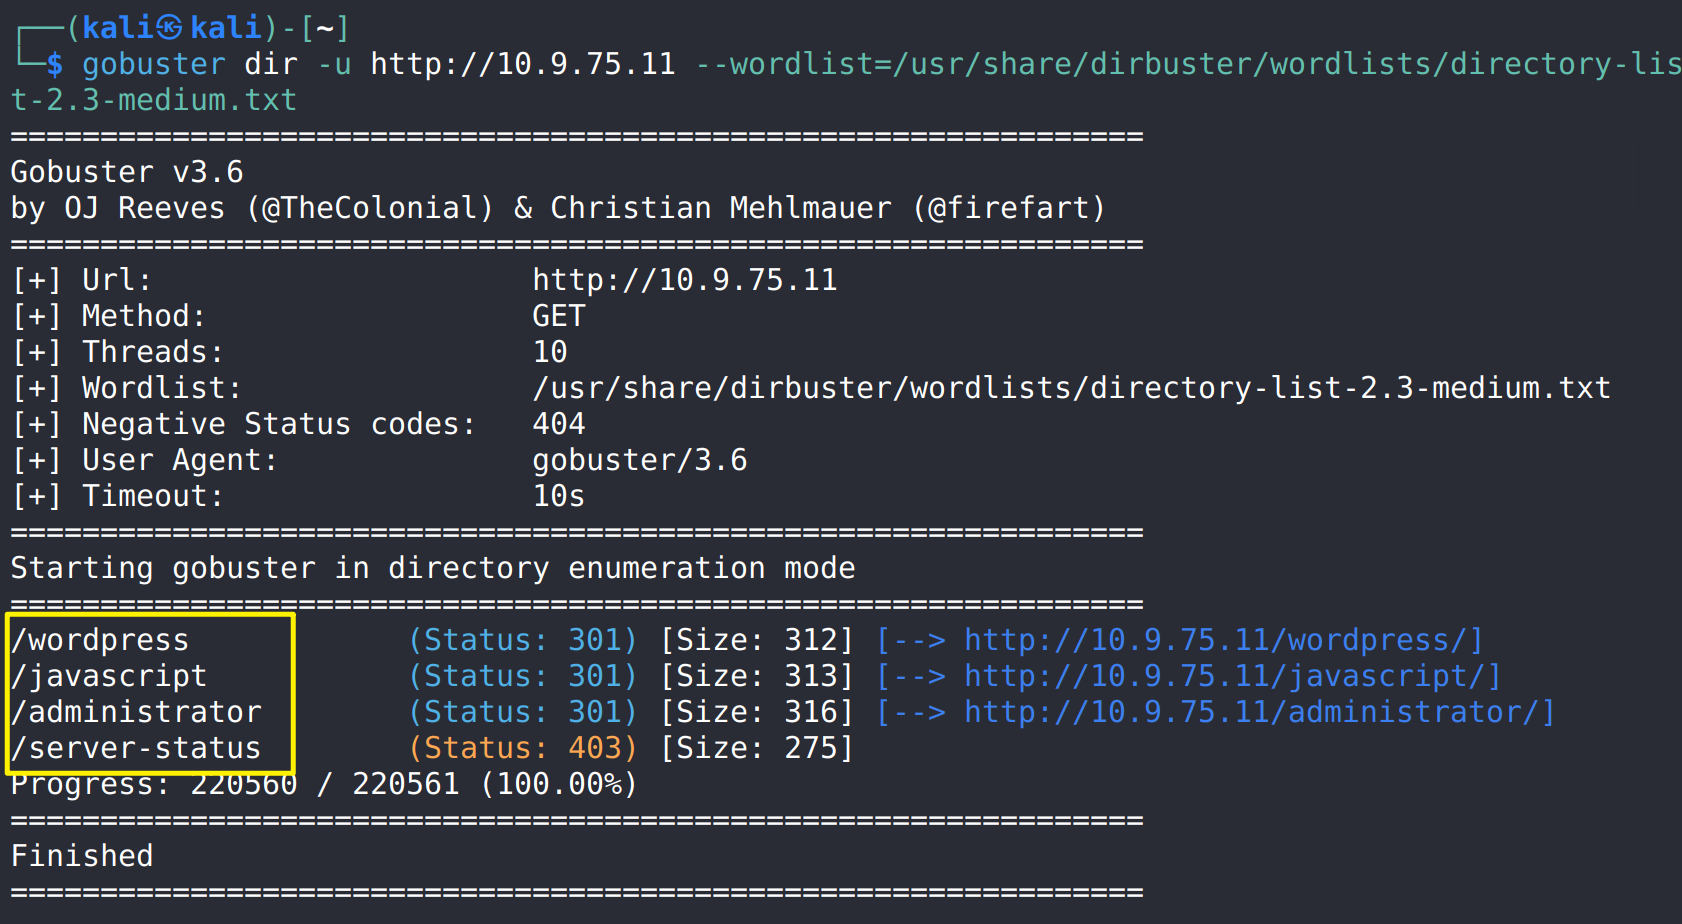 ┌──(kali㉿kali)-[~]
└─$ gobuster dir -u http://10.9.75.11 --wordlist=/usr/share/dirbuster/wordlists/directory-lis
t-2.3-medium.txt
===============================================================
Gobuster v3.6
by OJ Reeves (@TheColonial) & Christian Mehlmauer (@firefart)
===============================================================
[+] Url:                     http://10.9.75.11
[+] Method:                  GET
[+] Threads:                 10
[+] Wordlist:                /usr/share/dirbuster/wordlists/directory-list-2.3-medium.txt
[+] Negative Status codes:   404
[+] User Agent:              gobuster/3.6
[+] Timeout:                 10s
===============================================================
Starting gobuster in directory enumeration mode
===============================================================
/wordpress            (Status: 301) [Size: 312] [--> http://10.9.75.11/wordpress/]
/javascript           (Status: 301) [Size: 313] [--> http://10.9.75.11/javascript/]
/administrator        (Status: 301) [Size: 316] [--> http://10.9.75.11/administrator/]
/server-status        (Status: 403) [Size: 275]
Progress: 220560 / 220561 (100.00%)
===============================================================
Finished
===============================================================